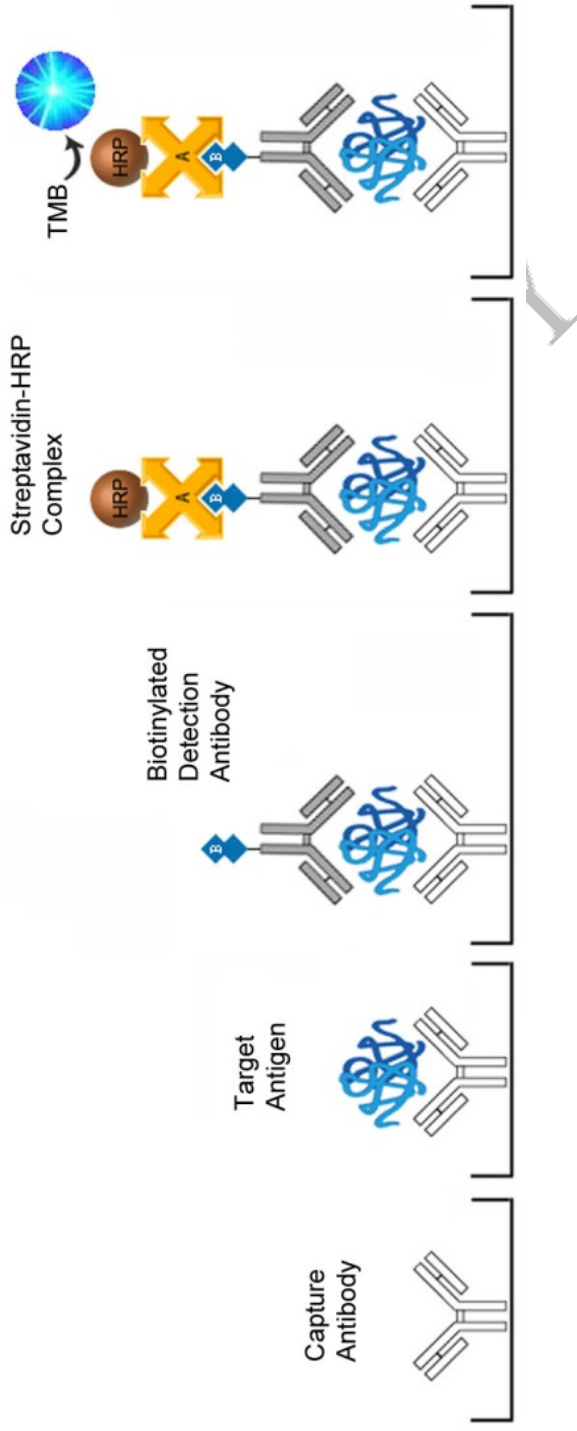 Capture
Antibody
Target
Antigen
Biotinylated
Detection
Antibody
B
Streptavidin-HRP
Complex
HRP
A
B
TMB
HRP
A
B